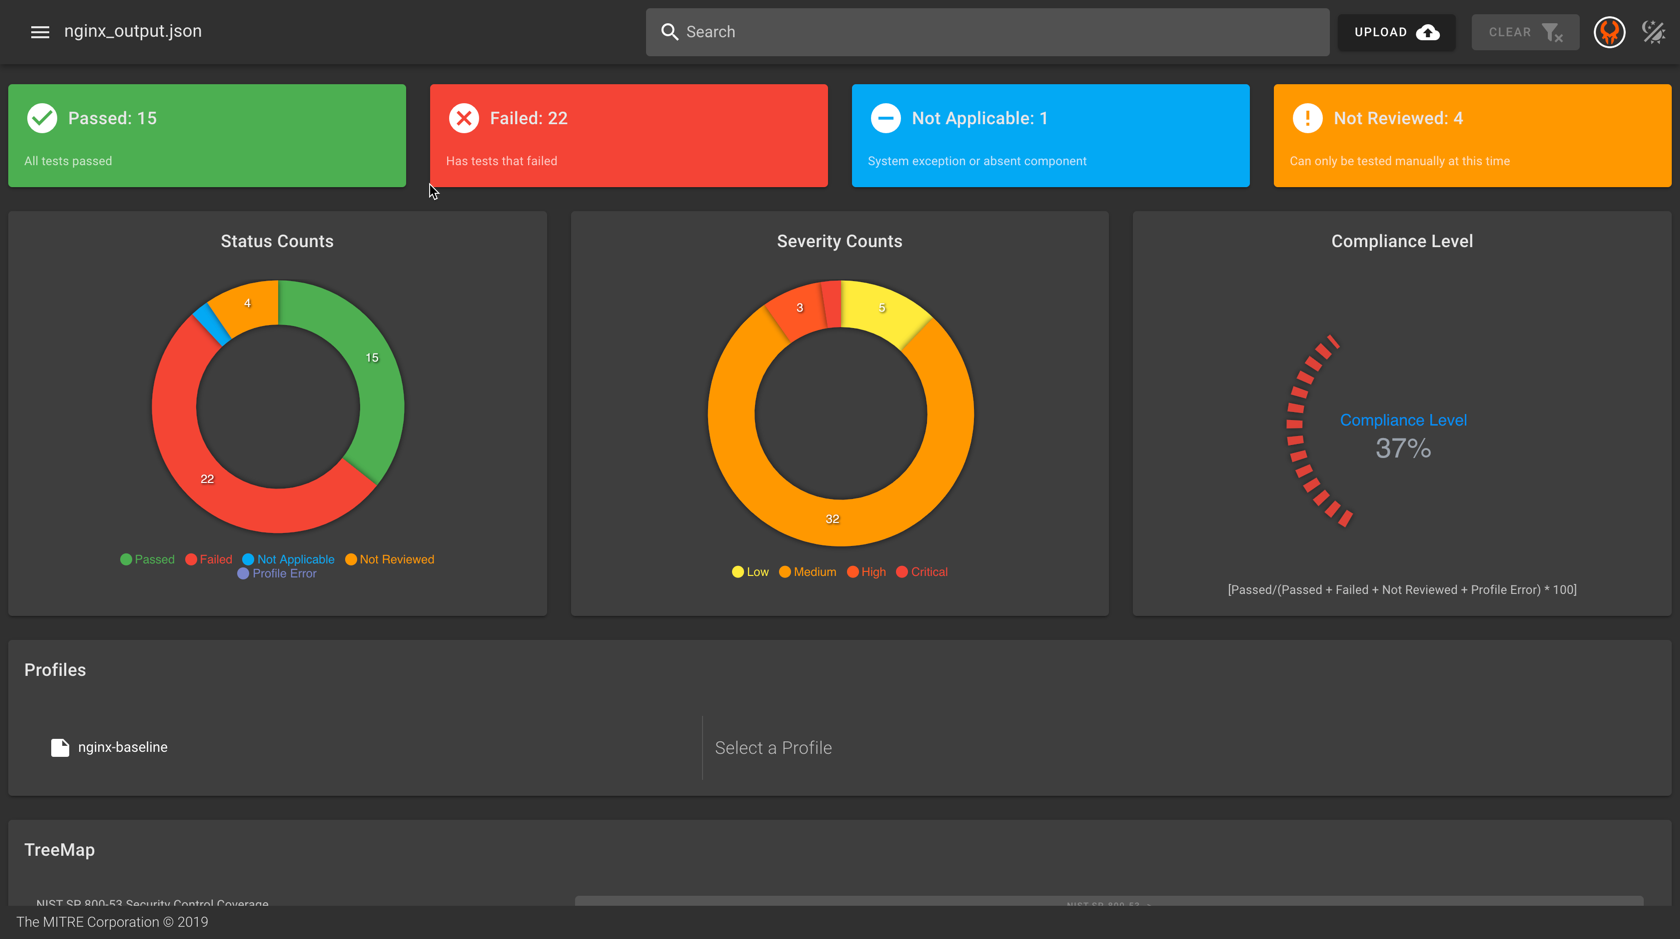 nginx_output.json
Search
UPLOAD
CLEAR
Passed: 15
All tests passed
Failed: 22
Has tests that failed
Not Applicable: 1
System exception or absent component
Not Reviewed: 4
Can only be tested manually at this time
Status Counts
4
15
22
Passed Failed Not Applicable Not Reviewed
Profile Error
Severity Counts
3
5
32
Low Medium High Critical
Compliance Level
Compliance Level
37%
[Passed/(Passed + Failed + Not Reviewed + Profile Error) * 100]
Profiles
nginx-baseline
Select a Profile
TreeMap
NIST SP 800-53 Security Control Coverage
NIST SP 800-53
The MITRE Corporation © 2019